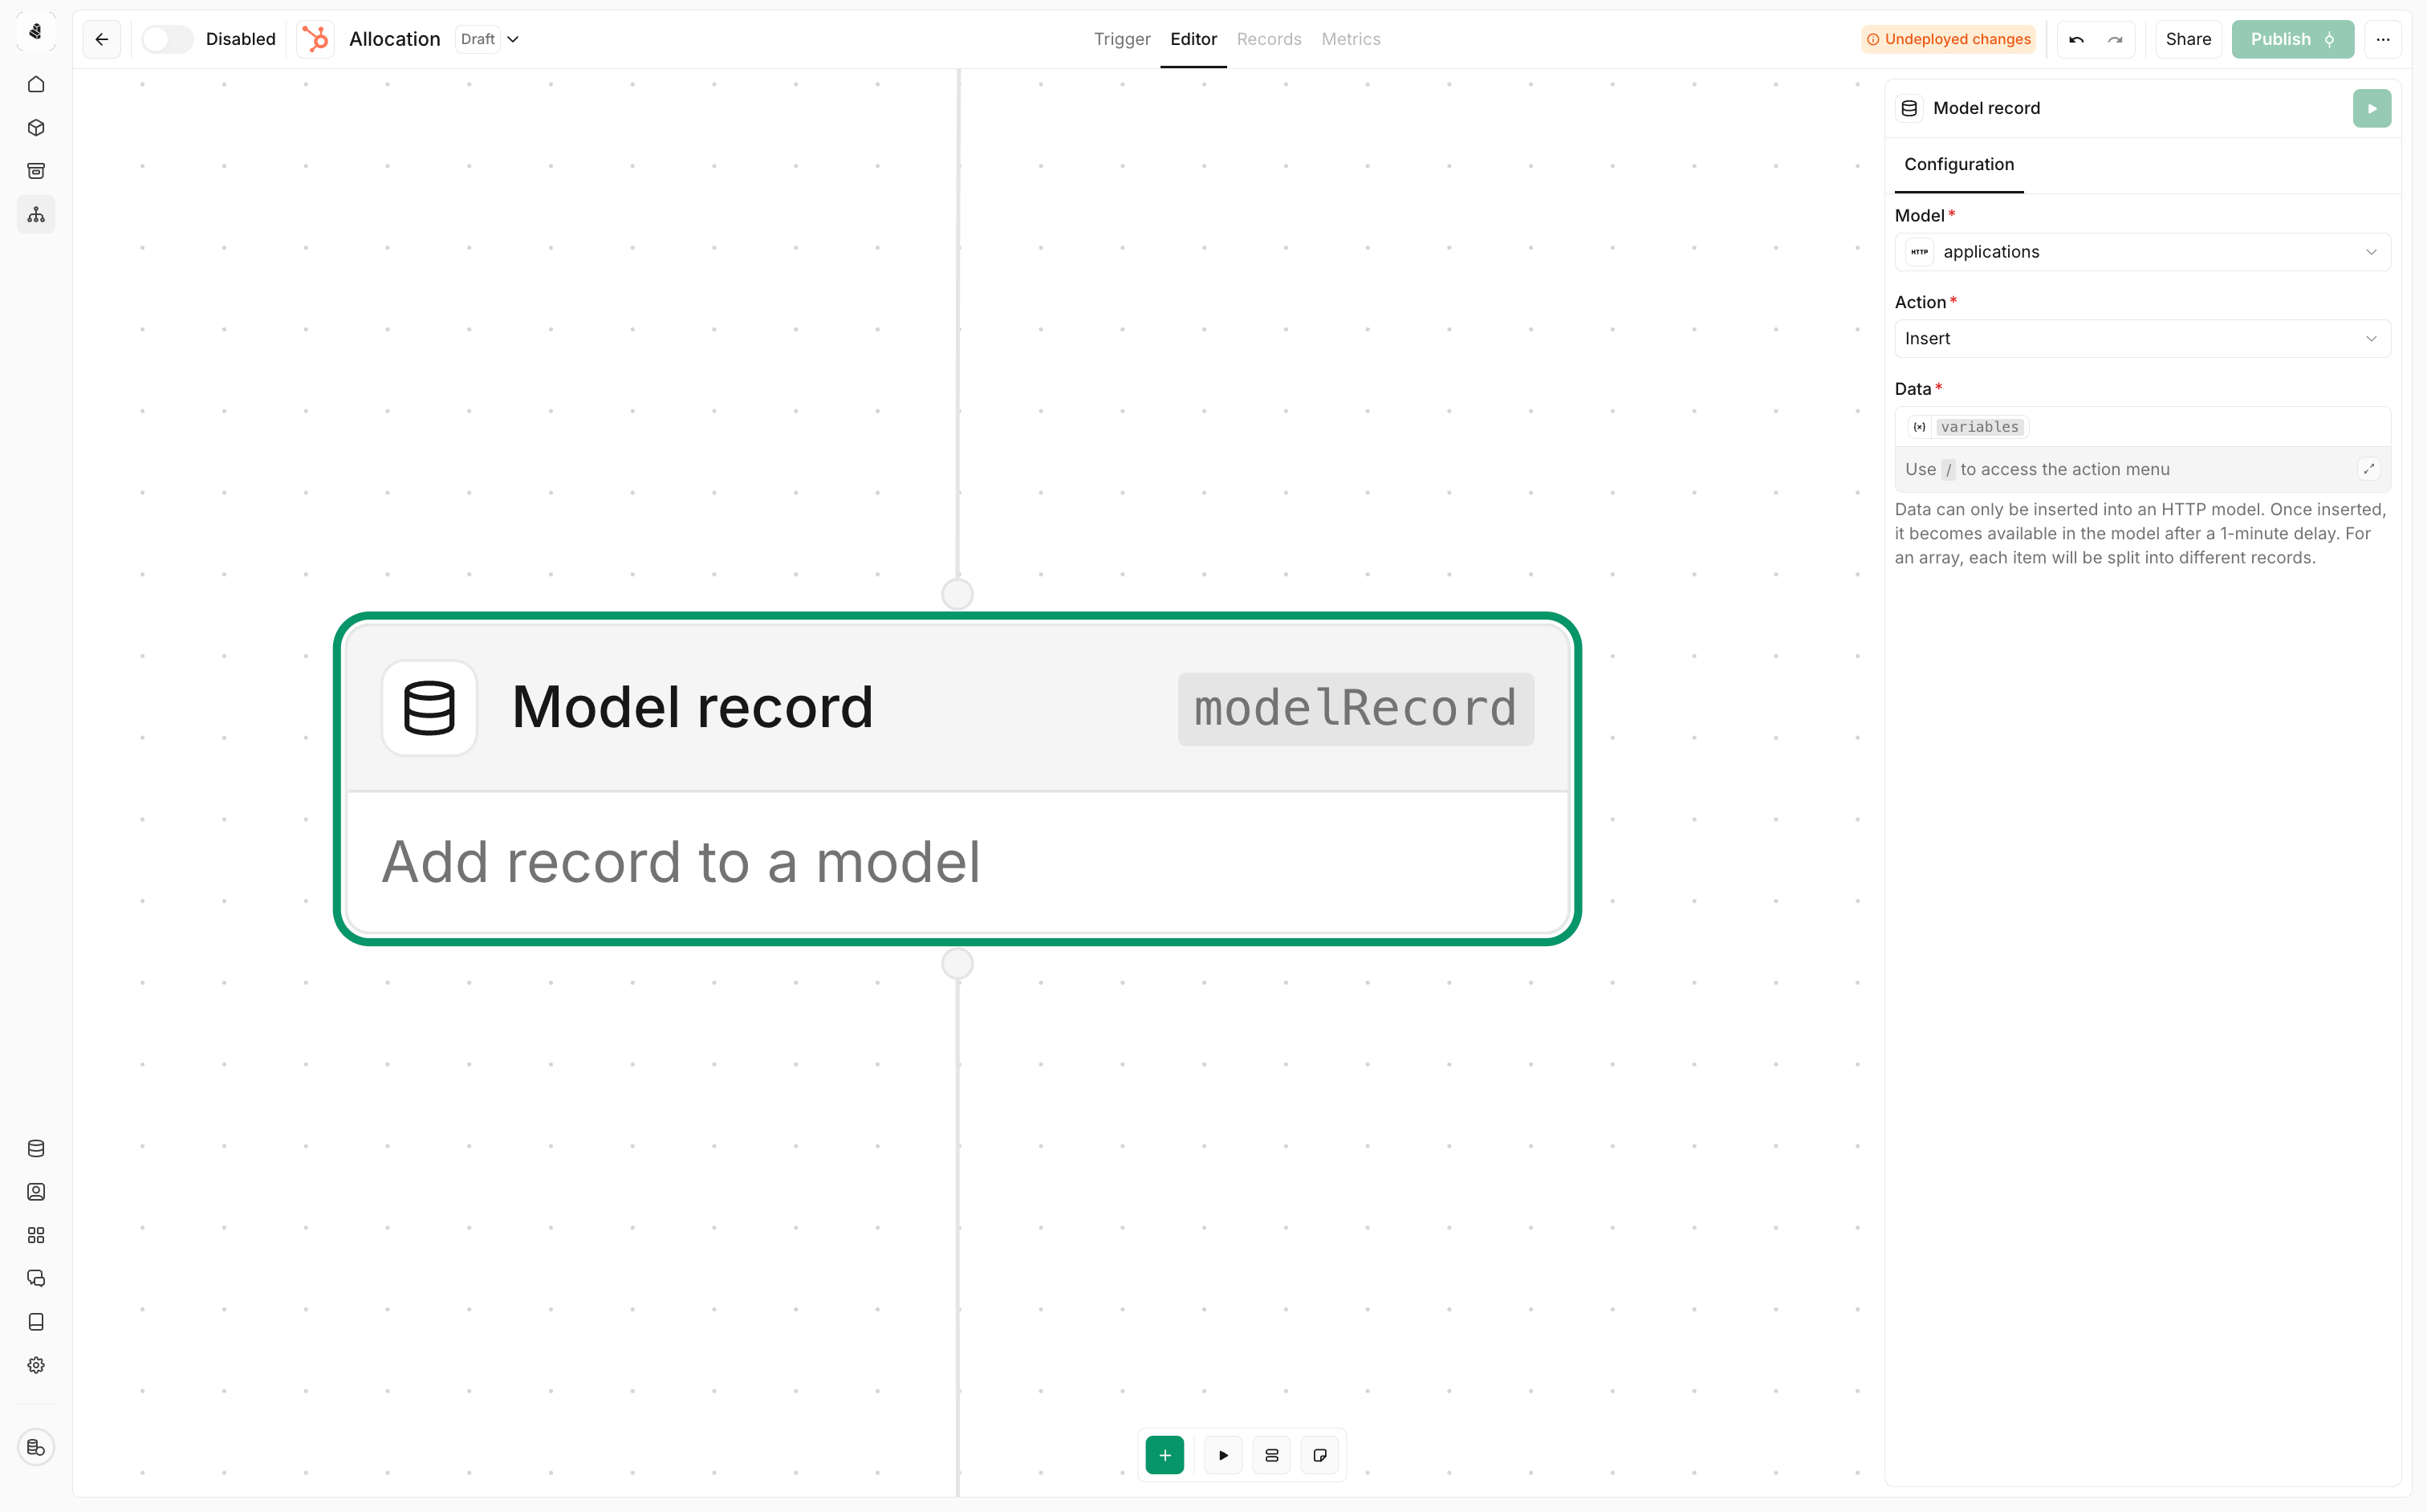 Disabled
Allocation
Draft
Trigger
Editor
Records
Metrics
Undeployed changes
Share
Publish
Model record
Configuration
Model*
HTTP applications
Action*
Insert
Data*
{x} variables
Use / to access the action menu
Data can only be inserted into an HTTP model. Once inserted,
it becomes available in the model after a 1-minute delay. For
an array, each item will be split into different records.
Model record
modelRecord
Add record to a model